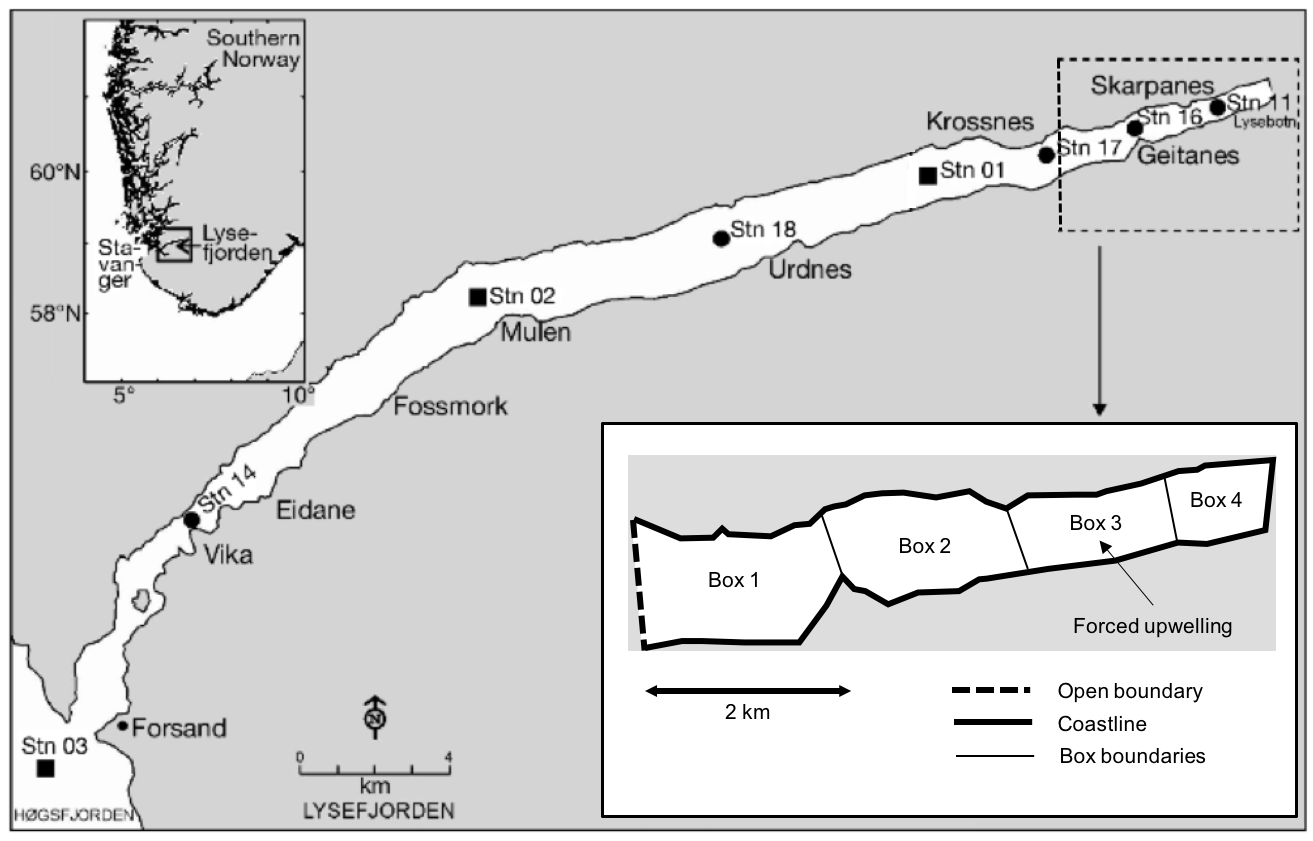 Southern
Norway
60°N
58°N
5°
10°
Sta-
van-
ger
Lyse-
fjorden
Skarpanes
Stn 11
Lysebotn
Stn 16
Krossnes
Stn 17
Geitanes
Stn 01
Stn 18
Urdnes
Stn 02
Mulen
Fossmork
Stn 14
Eidane
Vika
Forsand
Stn 03
HØGSFJORDEN
N
0
4
km
LYSEFJORDEN
Box 1
Box 2
Box 3
Box 4
Forced upwelling
2 km
Open boundary
Coastline
Box boundaries